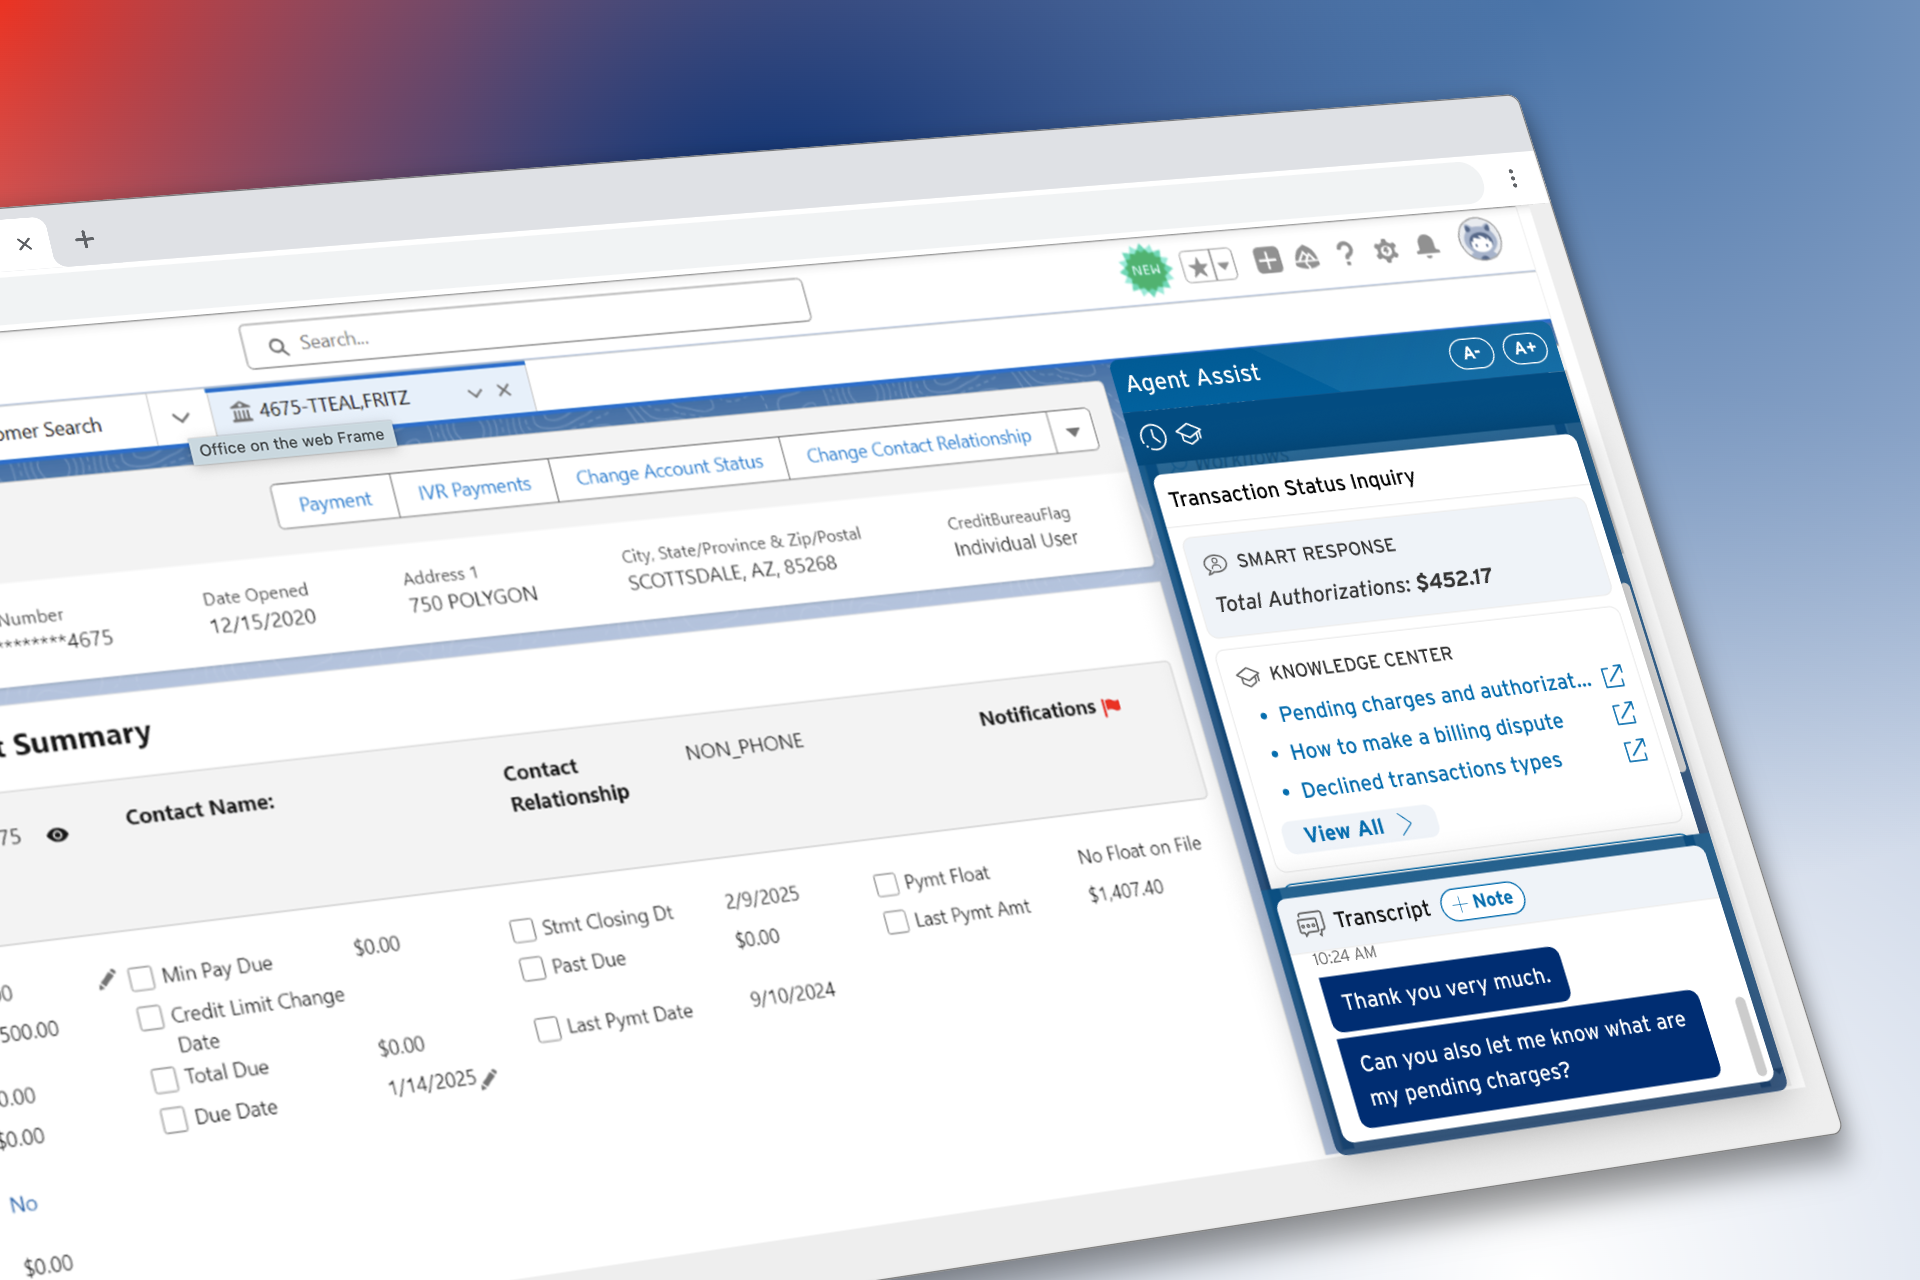 NEW
Search...
omer Search
4675-TTEAL,FRITZ
Office on the web Frame
Payment
IVR Payments
Change Account Status
Change Contact Relationship
Number
********4675
Date Opened
12/15/2020
Address 1
750 POLYGON
City, State/Province & Zip/Postal
SCOTTSDALE, AZ, 85268
CreditBureauFlag
Individual User
t Summary
75
Contact Name:
Contact
Relationship
NON_PHONE
Notifications
0
500.00
0.00
$0.00
No
$0.00
Min Pay Due
$0.00
Credit Limit Change
Date
Total Due
$0.00
Due Date
1/14/2025
Stmt Closing Dt
2/9/2025
Past Due
$0.00
Last Pymt Date
9/10/2024
Pymt Float
No Float on File
Last Pymt Amt
$1,407.40
Agent Assist
A-
A+
Workflows
Transaction Status Inquiry
SMART RESPONSE
Total Authorizations: $452.17
KNOWLEDGE CENTER
• Pending charges and authorizat...
• How to make a billing dispute
• Declined transactions types
View All
Transcript
+ Note
10:24 AM
Thank you very much.
Can you also let me know what are
my pending charges?